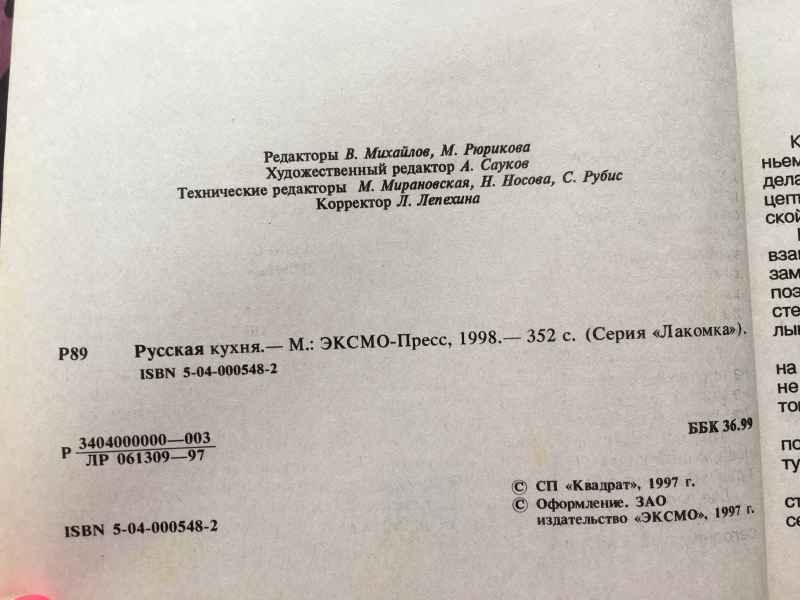 Редакторы В. Михайлов, М. Рюрикова
Художественный редактор А. Сауков
Технические редакторы М. Мирановская, Н. Носова, С. Рубис
Корректор Л. Лепехина
Р89 Русская кухня.— М.: ЭКСМО-Пресс, 1998.— 352 с. (Серия «Лакомка»).
ISBN 5-04-000548-2
Р 3404000000—003
ЛР 061309—97
ББК 36.99
ISBN 5-04-000548-2
© СП «Квадрат», 1997 г.
© Оформление. ЗАО
издательство «ЭКСМО», 1997 г.